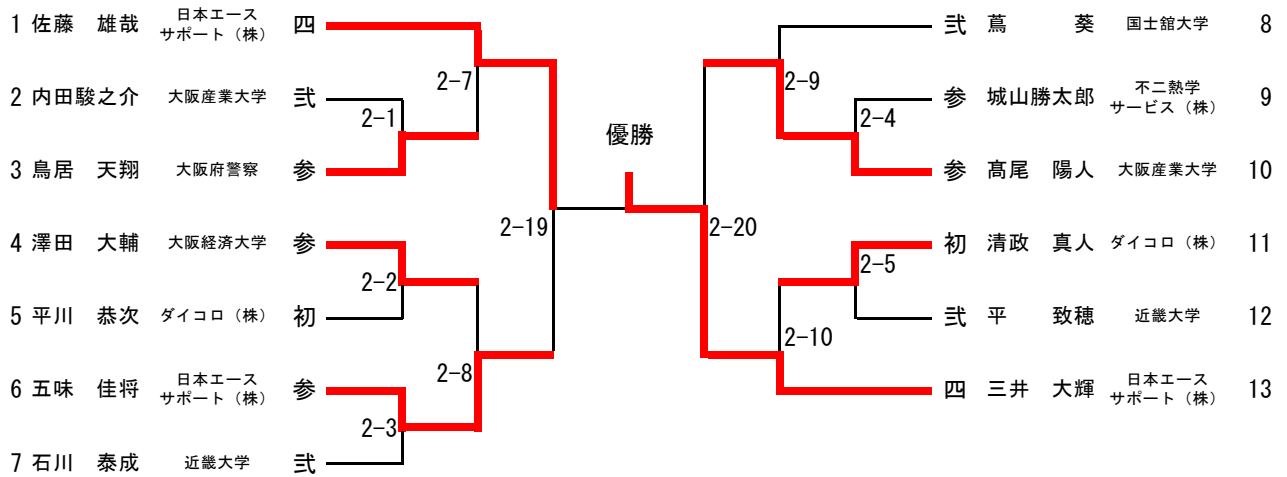 1 佐藤　雄哉 日本エース
サポート（株） 四
2 内田駿之介 大阪産業大学 弐
3 鳥居　天翔 大阪府警察 参
4 澤田　大輔 大阪経済大学 参
5 平川　恭次 ダイコロ（株） 初
6 五味　佳将 日本エース
サポート（株） 参
7 石川　泰成 近畿大学 弐
2-7
2-1
2-2
2-8
2-3
2-19
優勝
2-20
2-9
2-4
2-5
2-10
弐 蔦　　葵 国士舘大学 8
参 城山勝太郎 不二熱学
サービス（株） 9
参 髙尾　陽人 大阪産業大学 10
初 清政　真人 ダイコロ（株） 11
弐 平　　致穂 近畿大学 12
四 三井　大輝 日本エース
サポート（株） 13